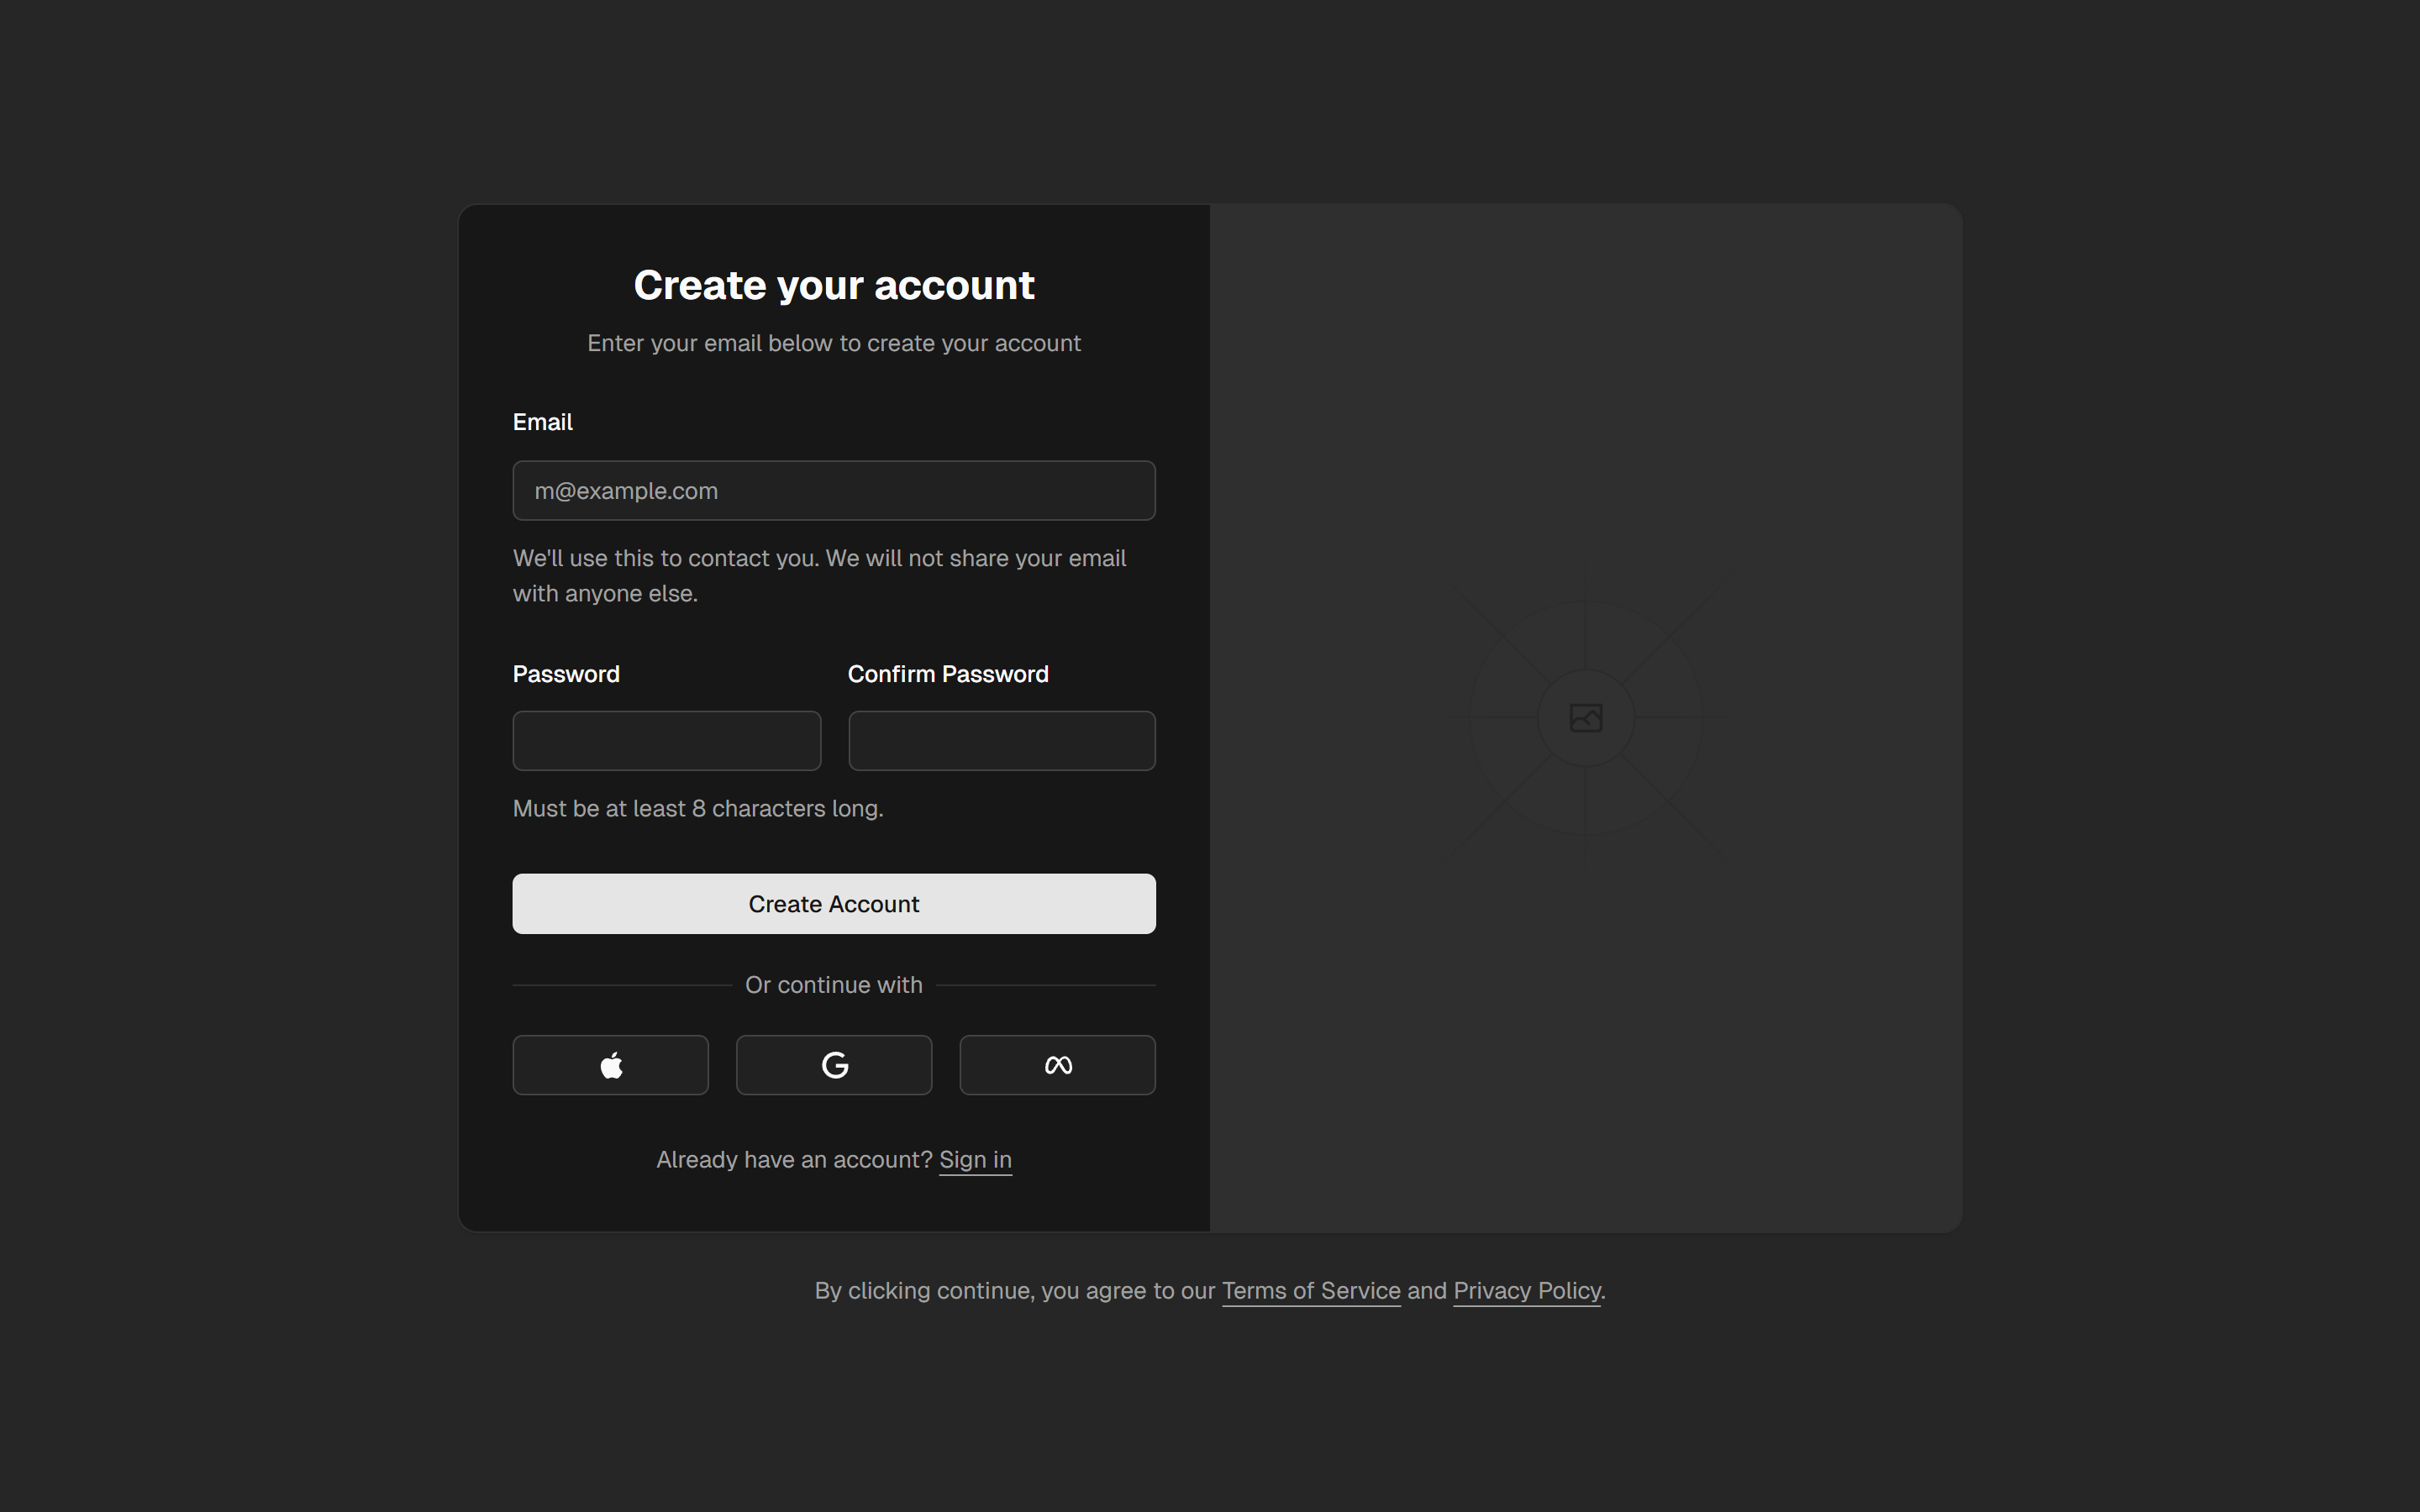 Create your account
Enter your email below to create your account
Email
m@example.com
We'll use this to contact you. We will not share your email
with anyone else.
Password
Confirm Password
Must be at least 8 characters long.
Create Account
Or continue with
Already have an account? Sign in
By clicking continue, you agree to our Terms of Service and Privacy Policy.